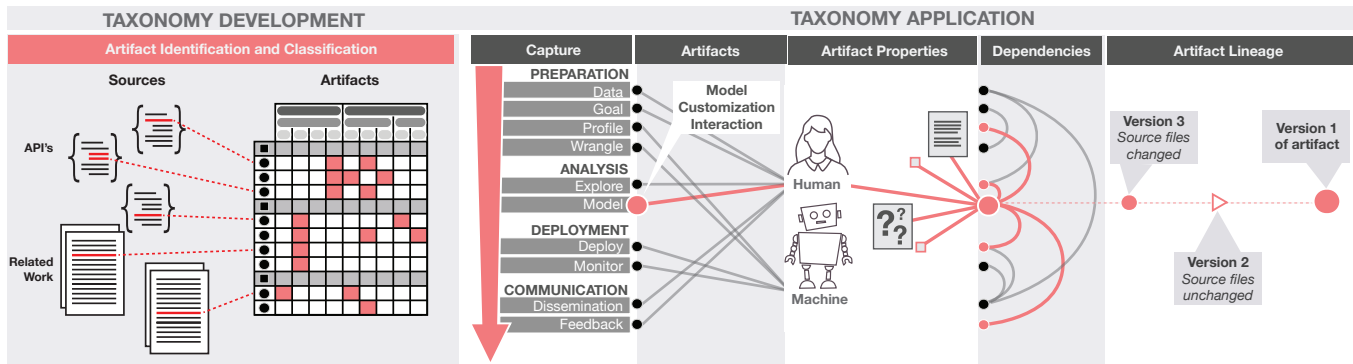 TAXONOMY DEVELOPMENT
TAXONOMY APPLICATION
Artifact Identification and Classification
Capture
Artifacts
Artifact Properties
Dependencies
Artifact Lineage
Sources
Artifacts
API's
Related
Work
PREPARATION
Data
Goal
Profile
Wrangle
ANALYSIS
Explore
Model
DEPLOYMENT
Deploy
Monitor
COMMUNICATION
Dissemination
Feedback
Model
Customization
Interaction
Human
Machine
???
Version 3
Source files
changed
Version 2
Source files
unchanged
Version 1
of artifact